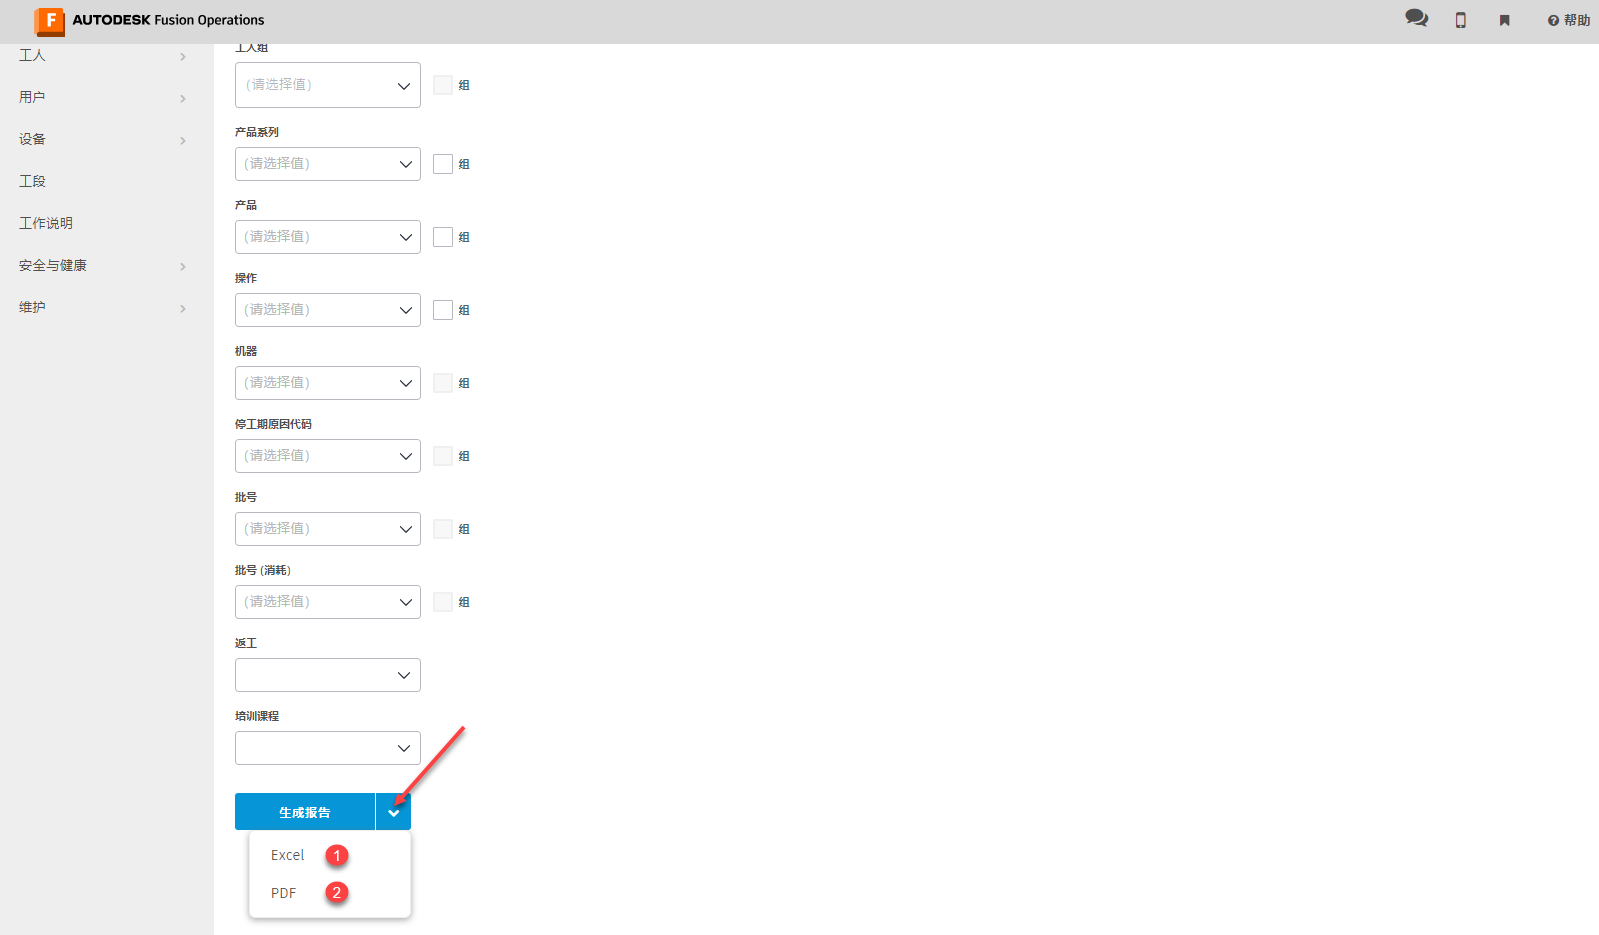 AUTODESK Fusion Operations
帮助
工人
用户
设备
工段
工作说明
安全与健康
维护
工人组
(请选择值)
组
产品系列
(请选择值)
组
产品
(请选择值)
组
操作
(请选择值)
组
机器
(请选择值)
组
停工期原因代码
(请选择值)
组
批号
(请选择值)
组
批号 (消耗)
(请选择值)
组
返工
培训课程
生成报告
Excel 1
PDF 2